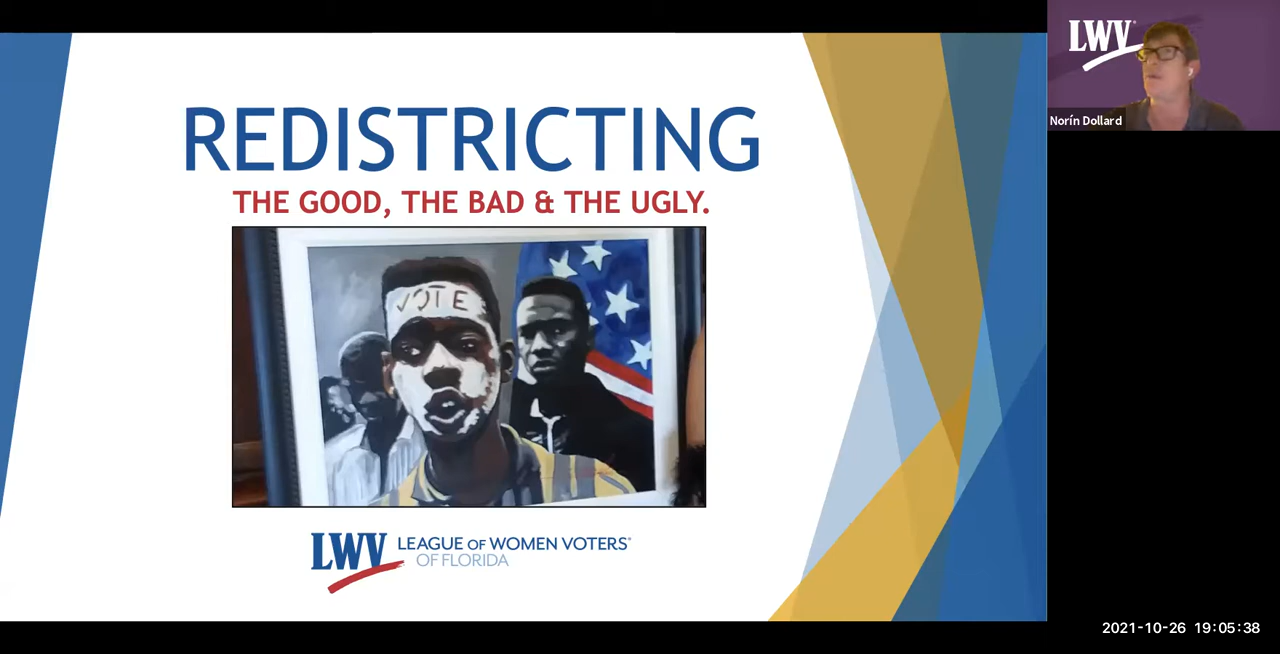 REDISTRICTING
THE GOOD, THE BAD & THE UGLY.
VOTE
LWV LEAGUE OF WOMEN VOTERS®
OF FLORIDA
LWV®
Norín Dollard
2021-10-26 19:05:38